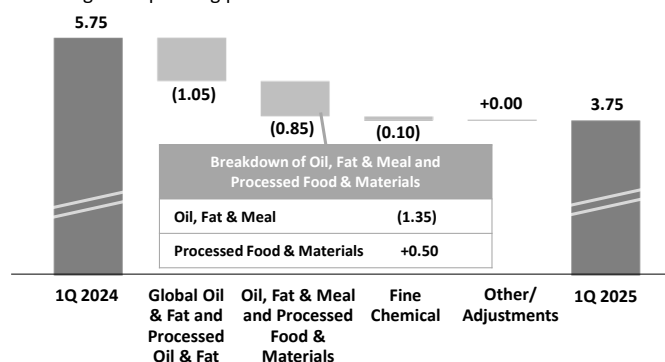 5.75
(1.05)
(0.85)
(0.10)
+0.00
3.75
Breakdown of Oil, Fat & Meal and
Processed Food & Materials
Oil, Fat & Meal (1.35)
Processed Food & Materials +0.50
1Q 2024
Global Oil
& Fat and
Processed
Oil & Fat
Oil, Fat & Meal
and Processed
Food &
Materials
Fine
Chemical
Other/
Adjustments
1Q 2025